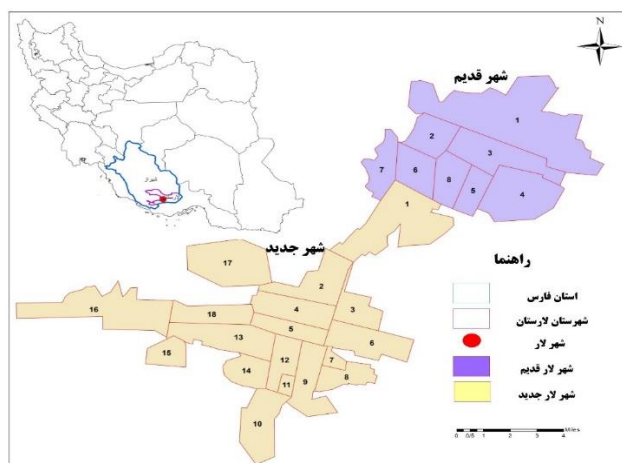 N
شهر قدیم
1
2
3
7
6
8
5
4
شیراز
1
شهر جدید
17
2
راهنما
16
18
4
3
استان فارس
5
6
شهرستان لارستان
15
13
12
7
شهر لار
14
11
9
8
شهر لار قدیم
10
شهر لار جدید
Miles
0 0/5 1 2 3 4